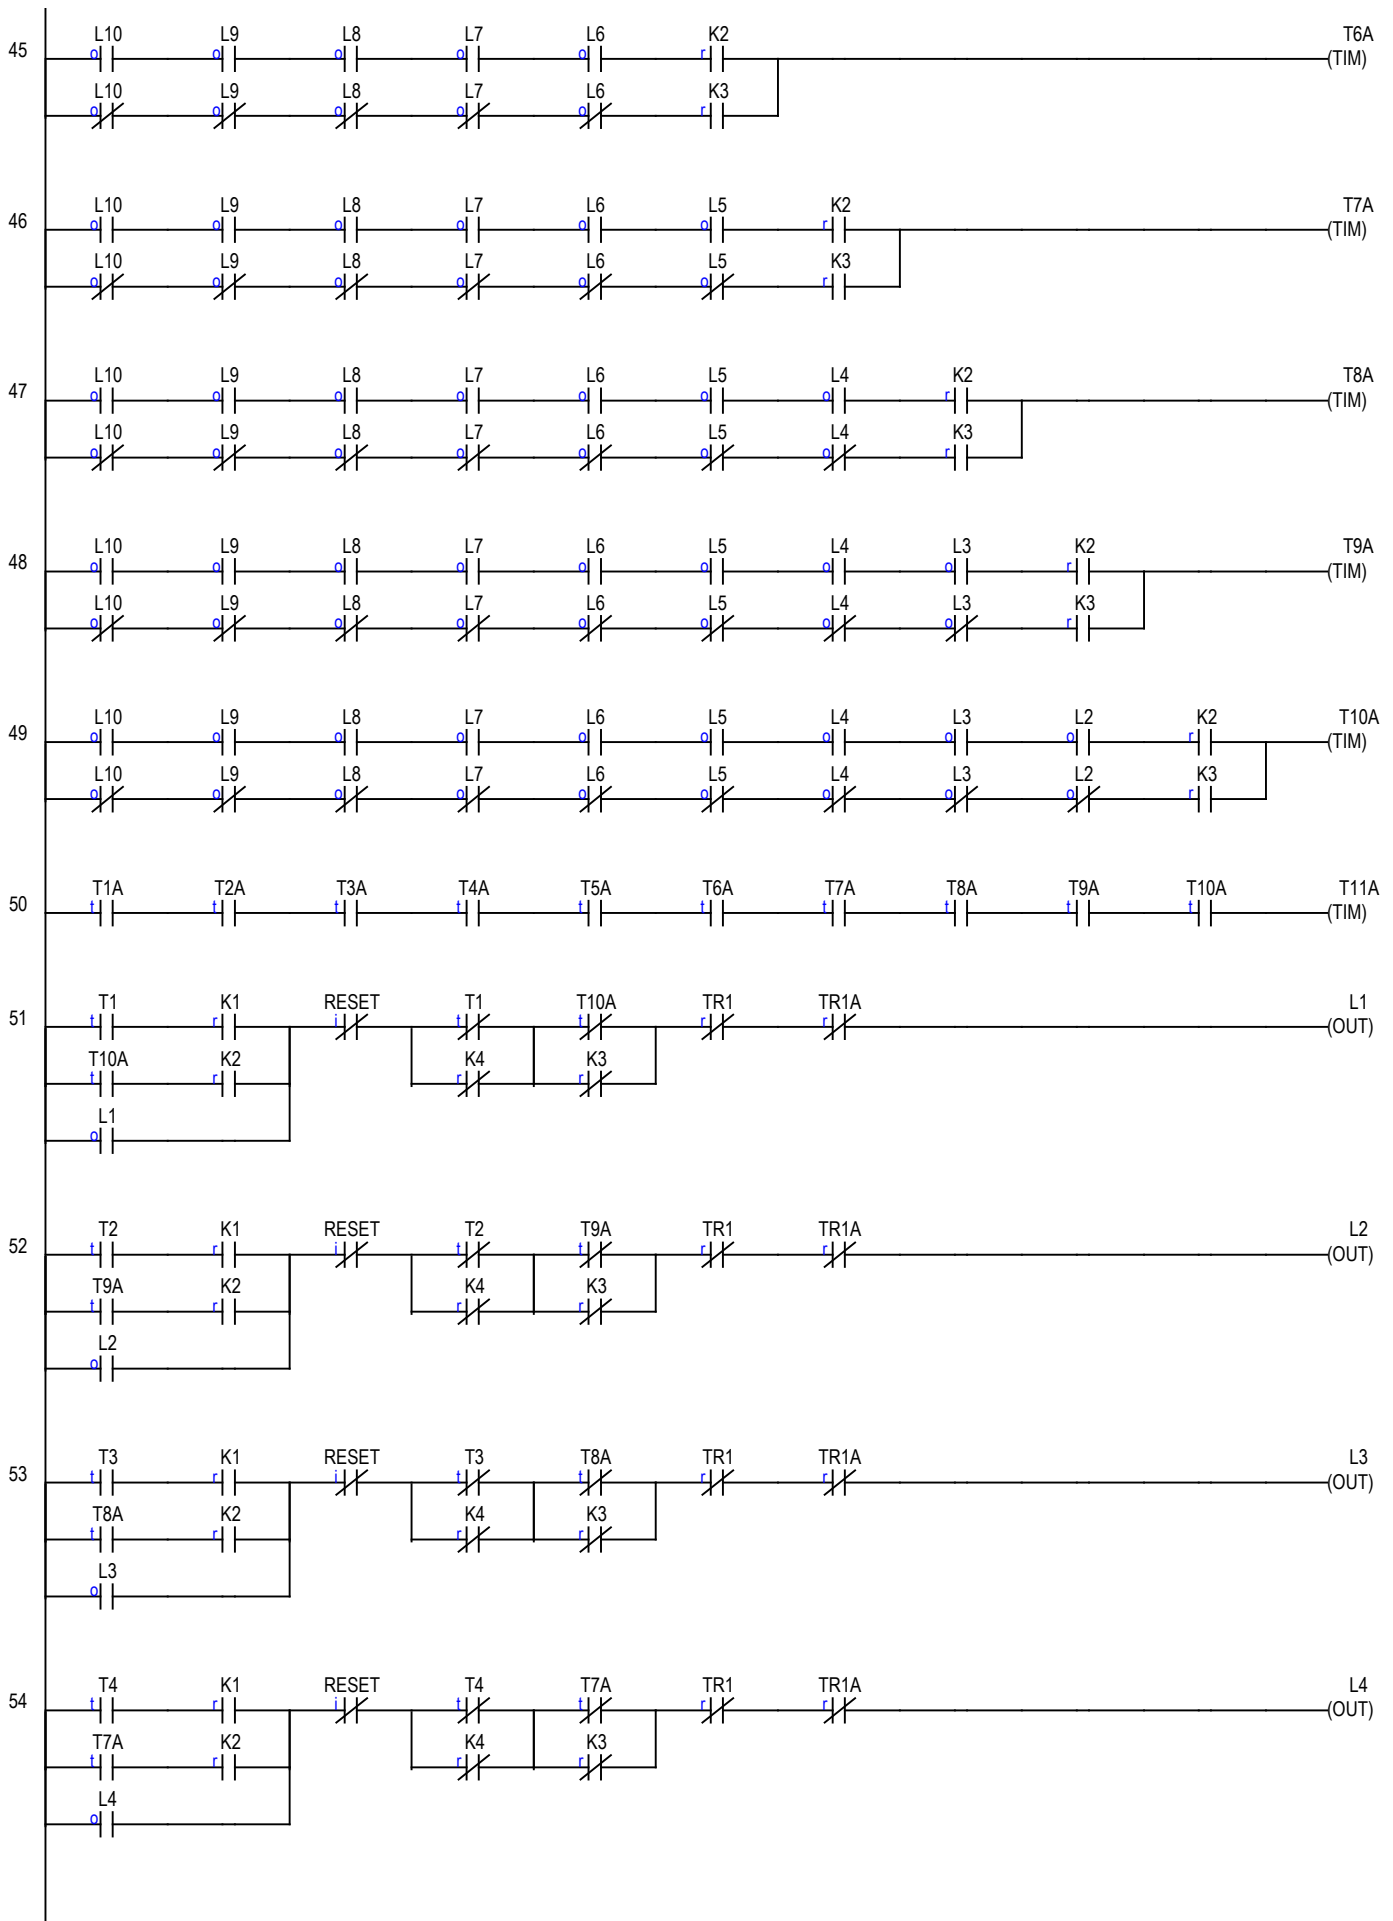 L10 L9 L8 L7 L6 K2 T6A
45 o o o o o r (TIM)
L10 L9 L8 L7 L6 K3
o o o o o r
L10 L9 L8 L7 L6 L5 K2 T7A
46 o o o o o o r (TIM)
L10 L9 L8 L7 L6 L5 K3
o o o o o o r
L10 L9 L8 L7 L6 L5 L4 K2 T8A
47 o o o o o o o r (TIM)
L10 L9 L8 L7 L6 L5 L4 K3
o o o o o o o r
L10 L9 L8 L7 L6 L5 L4 L3 K2 T9A
48 o o o o o o o o r (TIM)
L10 L9 L8 L7 L6 L5 L4 L3 K3
o o o o o o o o r
L10 L9 L8 L7 L6 L5 L4 L3 L2 K2 T10A
49 o o o o o o o o o r (TIM)
L10 L9 L8 L7 L6 L5 L4 L3 L2 K3
o o o o o o o o o r
T1A T2A T3A T4A T5A T6A T7A T8A T9A T10A T11A
50 t t t t t t t t t t (TIM)
T1 K1 RESET T1 T10A TR1 TR1A L1
51 t r i t t r r (OUT)
T10A K2 K4 K3
t r r r
L1
o
T2 K1 RESET T2 T9A TR1 TR1A L2
52 t r i t t r r (OUT)
T9A K2 K4 K3
t r r r
L2
o
T3 K1 RESET T3 T8A TR1 TR1A L3
53 t r i t t r r (OUT)
T8A K2 K4 K3
t r r r
L3
o
T4 K1 RESET T4 T7A TR1 TR1A L4
54 t r i t t r r (OUT)
T7A K2 K4 K3
t r r r
L4
o